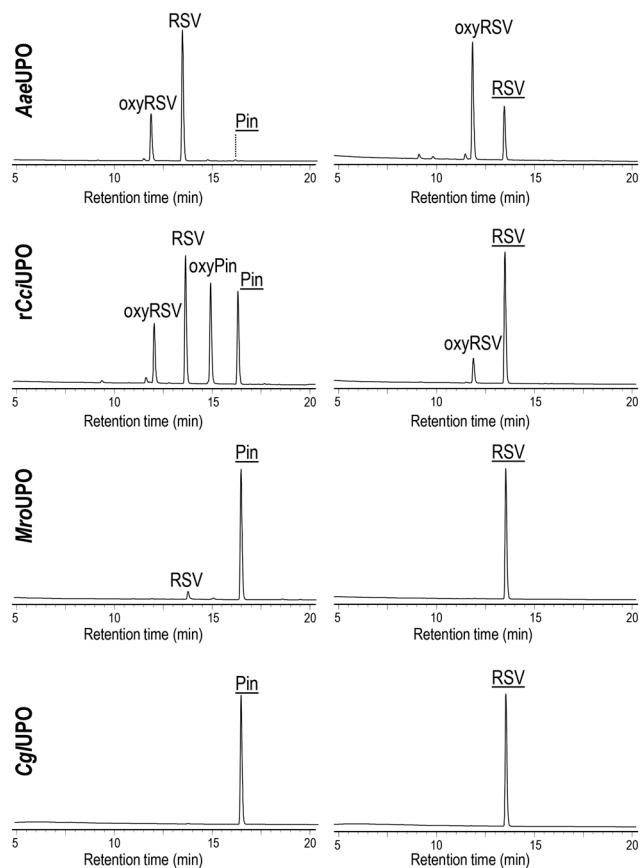 AaeUPO
RSV
oxyRSV
Pin
5 10 15 20
Retention time (min)
oxyRSV
RSV
5 10 15 20
Retention time (min)
rCciUPO
RSV
oxyPin
Pin
oxyRSV
5 10 15 20
Retention time (min)
RSV
oxyRSV
5 10 15 20
Retention time (min)
MroUPO
Pin
RSV
5 10 15 20
Retention time (min)
RSV
5 10 15 20
Retention time (min)
CglUPO
Pin
5 10 15 20
Retention time (min)
RSV
5 10 15 20
Retention time (min)